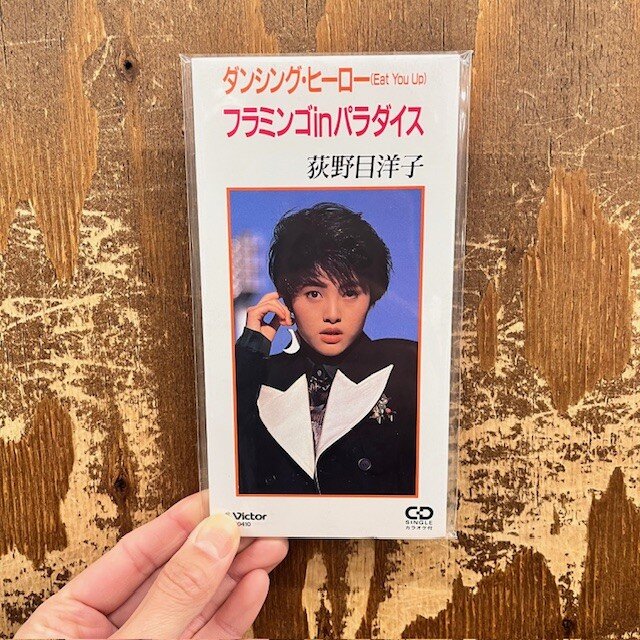 ダンシング・ヒーロー(Eat You Up)
フラミンゴinパラダイス
荻野目洋子
Victor
CD
SINGLE
カラオケ付